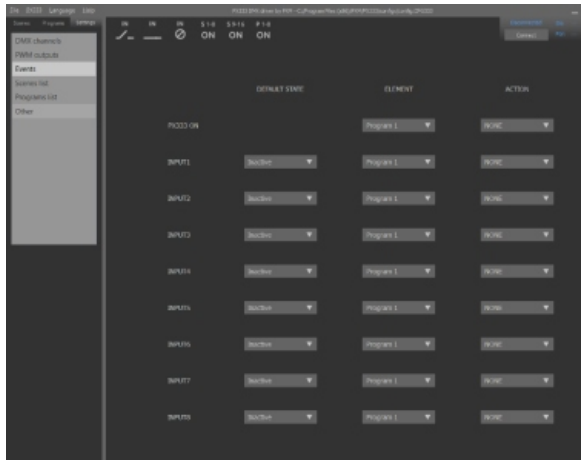 Language
Scenes Programs Settings
IN IN IN S 1-8 S 9-16 P 1-8
ON ON ON
Connect
DMX channels
PWM outputs
Events
Scenes list
Programs list
Other
DEFAULT STATE ELEMENT ACTION
PX333 ON Program 1 NONE
INPUT1 Inactive Program 1 NONE
INPUT2 Inactive Program 1 NONE
INPUT3 Inactive Program 1 NONE
INPUT4 Inactive Program 1 NONE
INPUT5 Inactive Program 1 NONE
INPUT6 Inactive Program 1 NONE
INPUT7 Inactive Program 1 NONE
INPUT8 Inactive Program 1 NONE